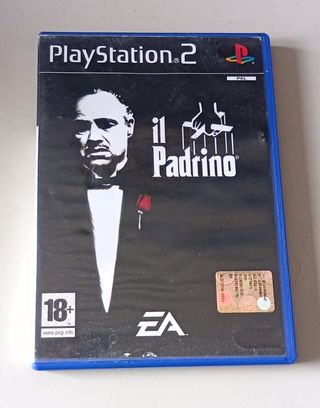 PlayStation®2
PAL
il
Padrino®
18+
www.pegi.info
EA